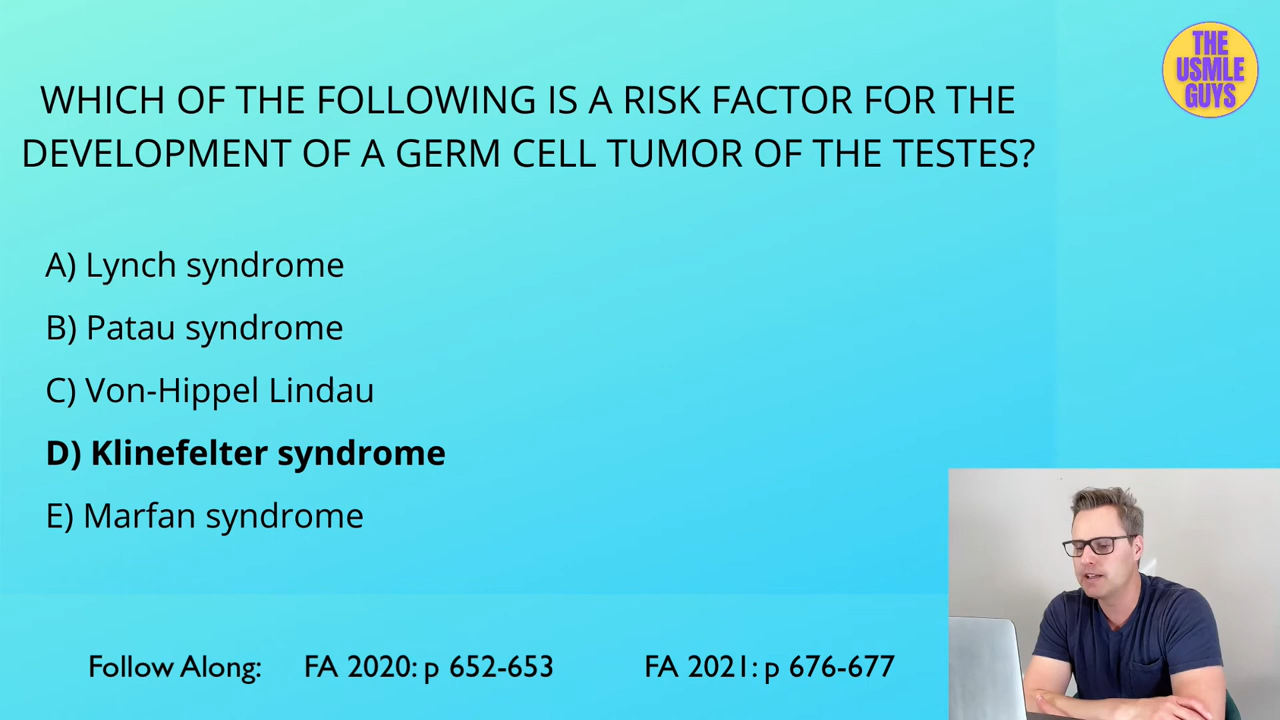 THE
USMLE
GUYS
WHICH OF THE FOLLOWING IS A RISK FACTOR FOR THE
DEVELOPMENT OF A GERM CELL TUMOR OF THE TESTES?
A) Lynch syndrome
B) Patau syndrome
C) Von-Hippel Lindau
D) Klinefelter syndrome
E) Marfan syndrome
Follow Along: FA 2020: p 652-653 FA 2021: p 676-677